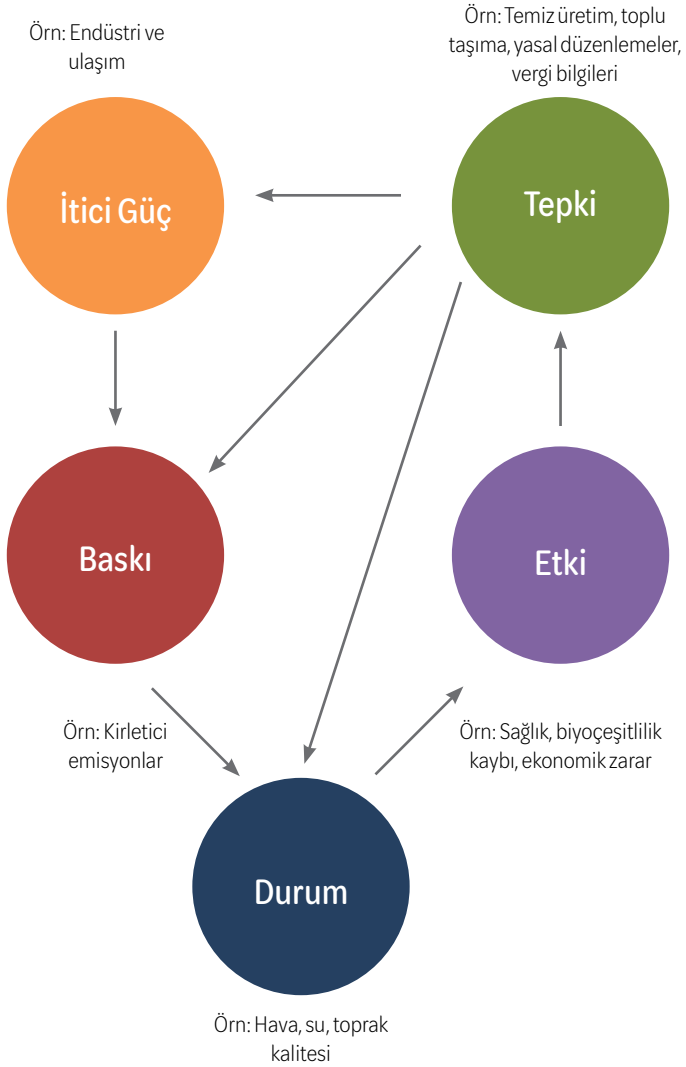 Örn: Endüstri ve
ulaşım
Örn: Temiz üretim, toplu
taşıma, yasal düzenlemeler,
vergi bilgileri
İtici Güç
Tepki
Baskı
Etki
Örn: Kirletici
emisyonlar
Örn: Sağlık, biyoçeşitlilik
kaybı, ekonomik zarar
Durum
Örn: Hava, su, toprak
kalitesi